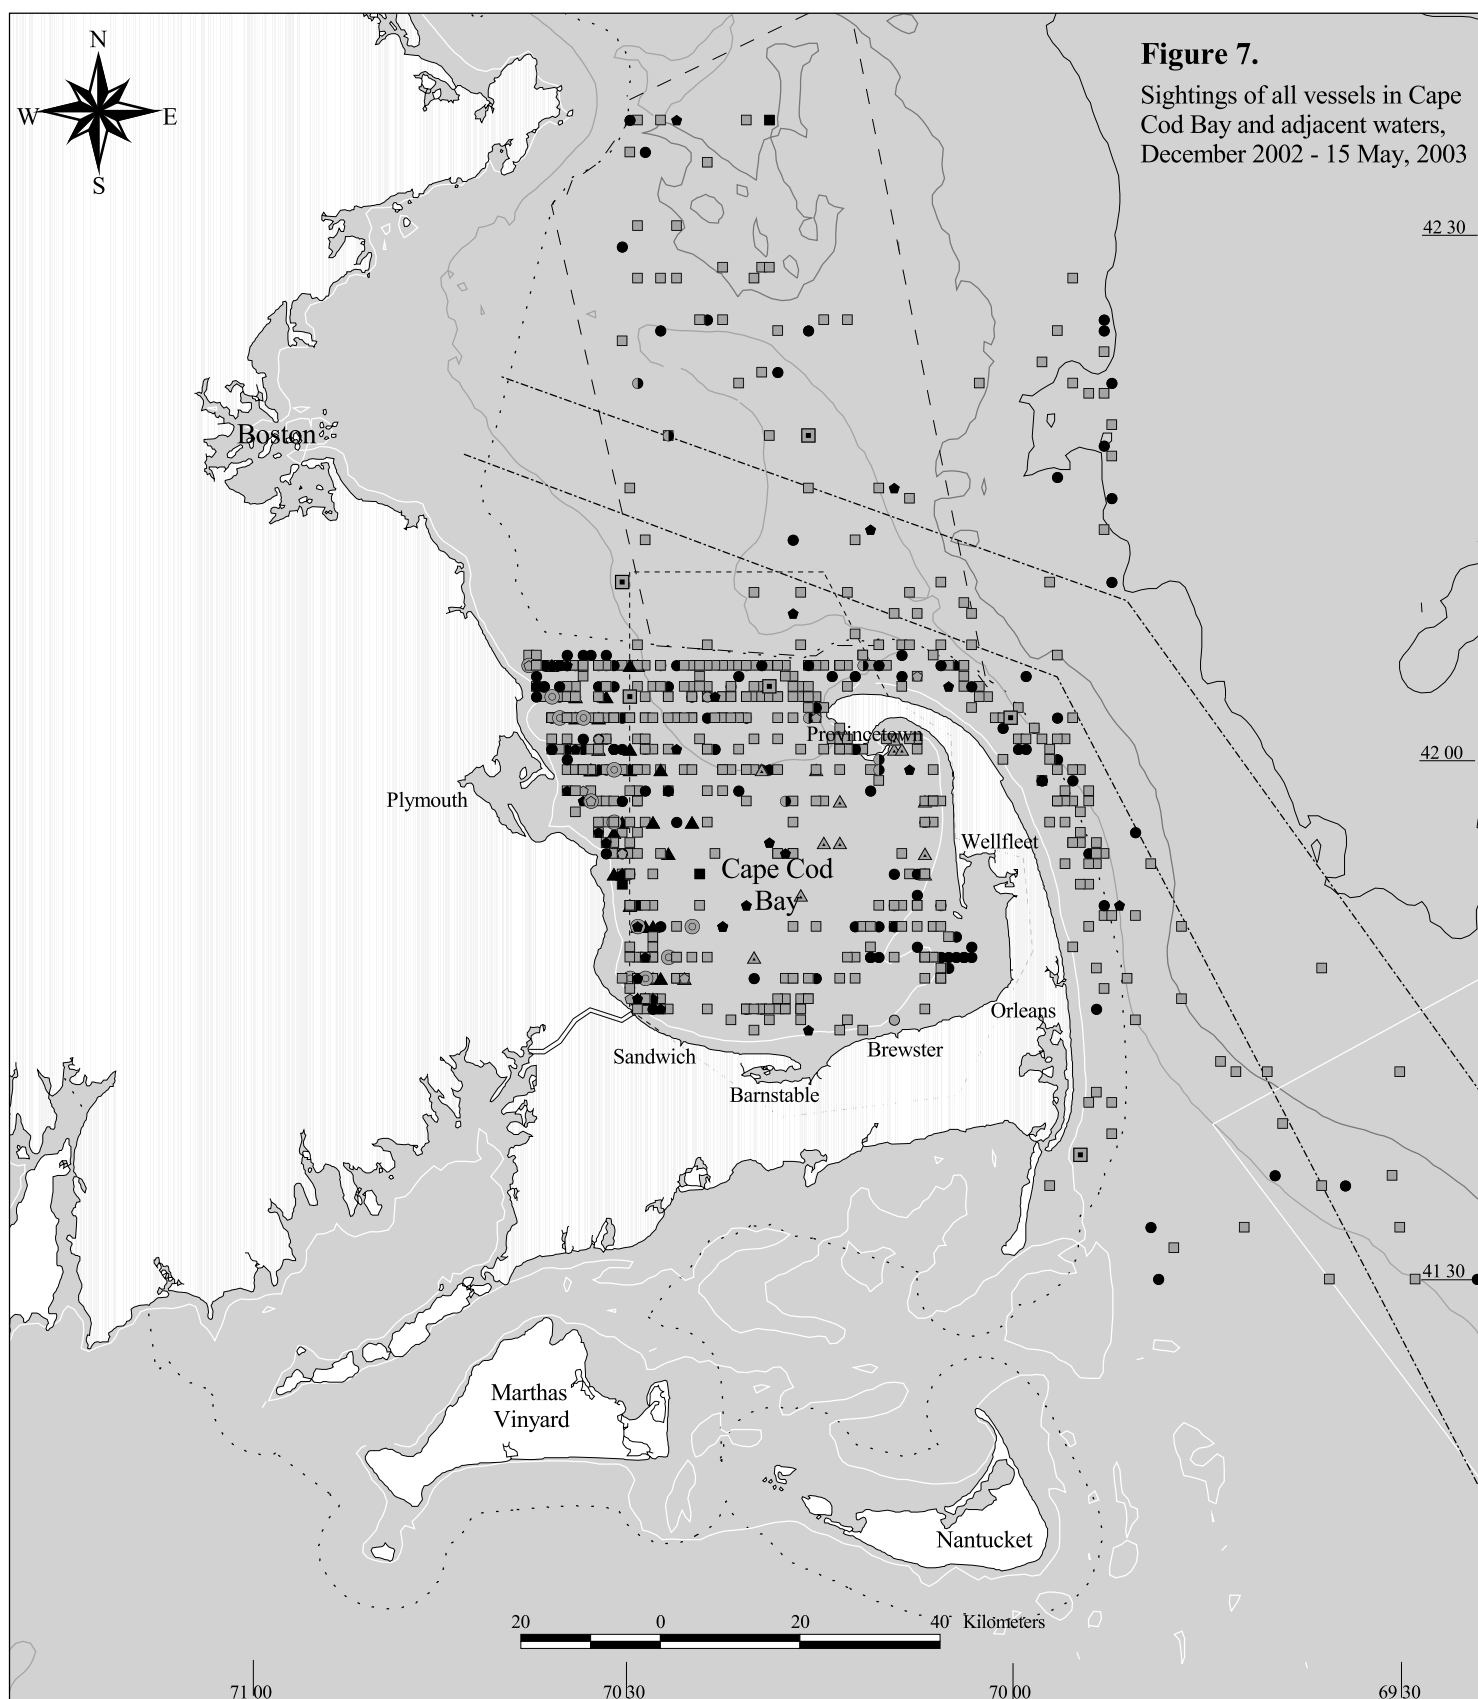 Figure 7.
Sightings of all vessels in Cape
Cod Bay and adjacent waters,
December 2002 - 15 May, 2003
N
W
E
S
42 30
Boston
Provincetown
42 00
Plymouth
Wellfleet
Cape Cod
Bay
Orleans
Sandwich
Brewster
Barnstable
41 30
Marthas
Vinyard
Nantucket
20 0 20 40 Kilometers
71 00
70 30
70 00
69 30